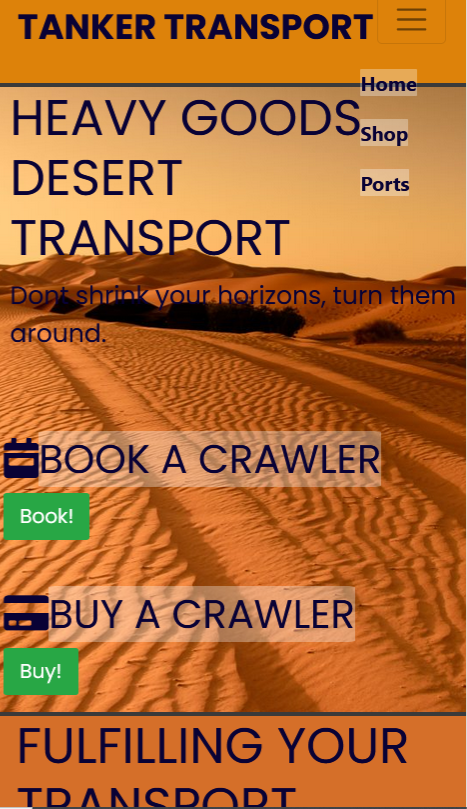 TANKER TRANSPORT
Home
HEAVY GOODS
Shop
DESERT
Ports
TRANSPORT
Dont shrink your horizons, turn them
around.
BOOK A CRAWLER
Book!
BUY A CRAWLER
Buy!
FULFILLING YOUR
TRANSPORT